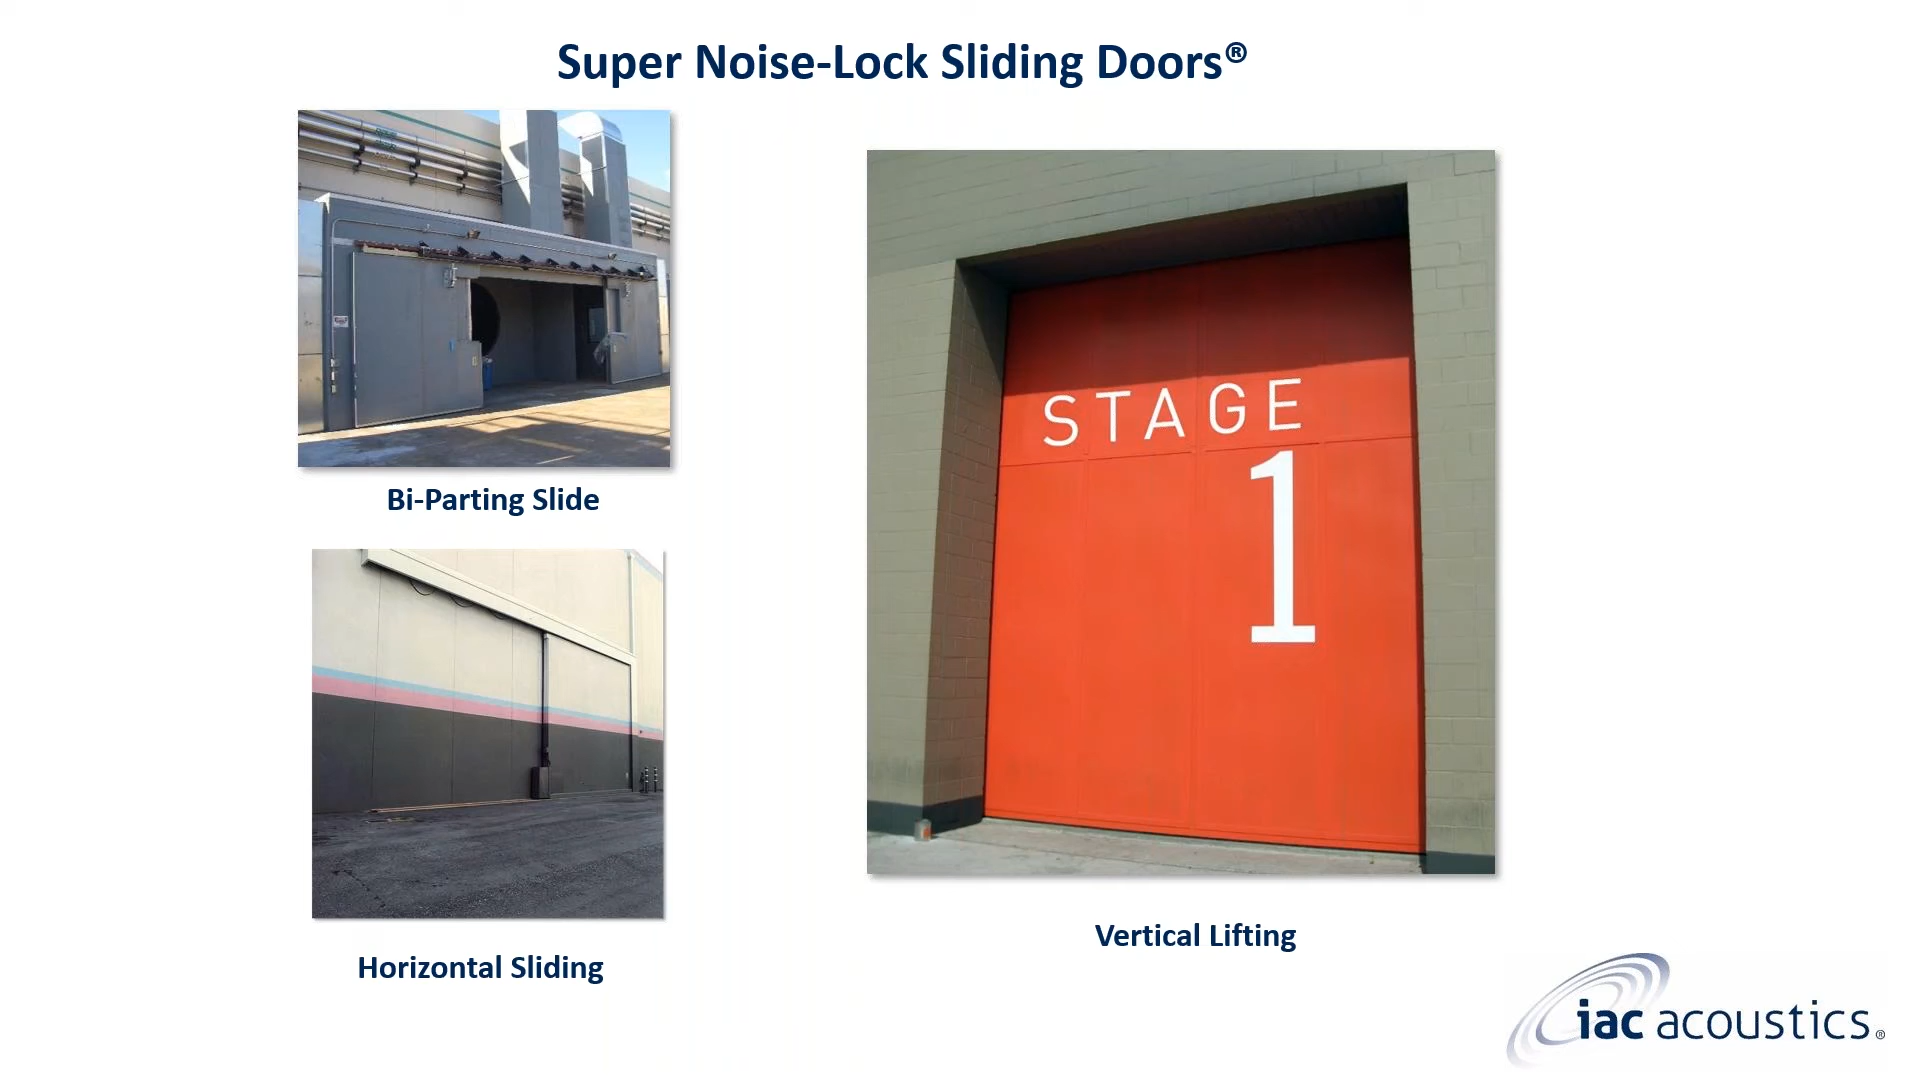 Super Noise-Lock Sliding Doors®
Bi-Parting Slide
Horizontal Sliding
STAGE
1
Vertical Lifting
iac acoustics®